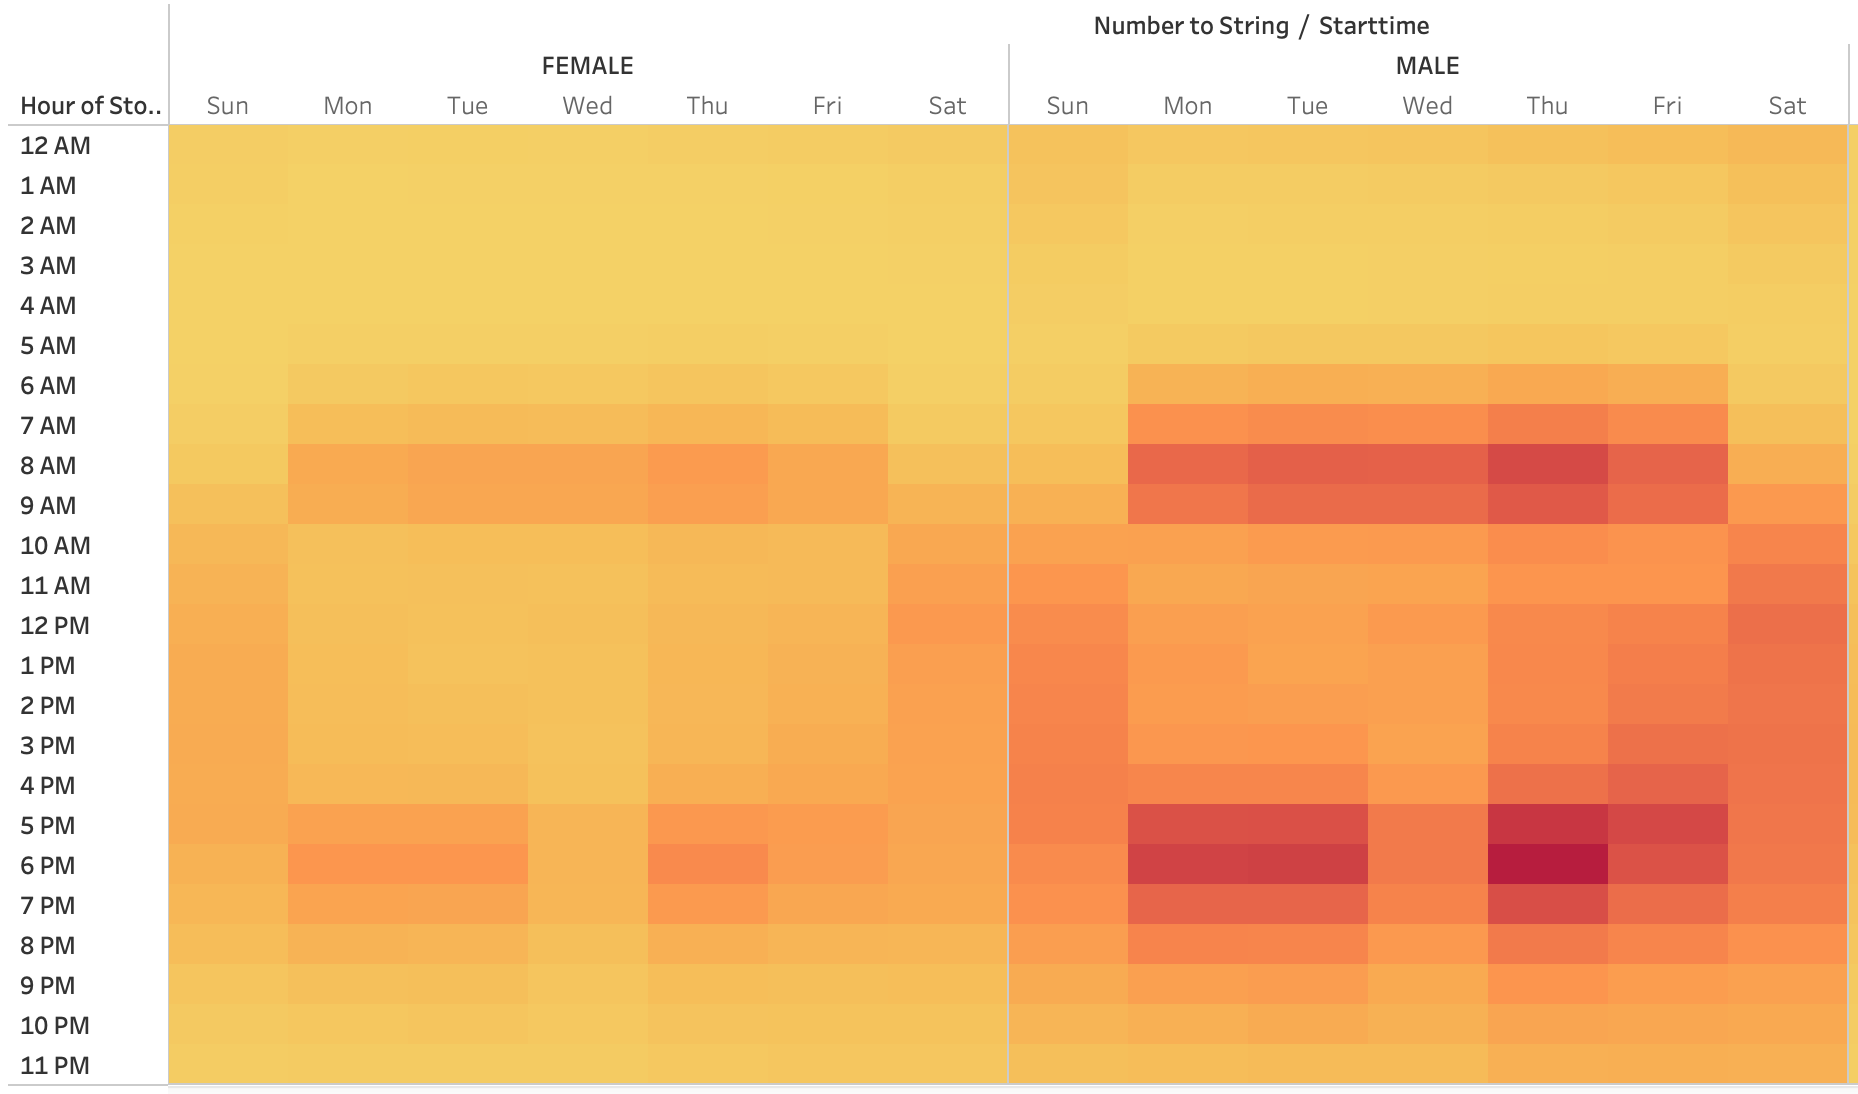 Number to String / Starttime
FEMALE MALE
Hour of Sto.. Sun Mon Tue Wed Thu Fri Sat Sun Mon Tue Wed Thu Fri Sat
12 AM
1 AM
2 AM
3 AM
4 AM
5 AM
6 AM
7 AM
8 AM
9 AM
10 AM
11 AM
12 PM
1 PM
2 PM
3 PM
4 PM
5 PM
6 PM
7 PM
8 PM
9 PM
10 PM
11 PM